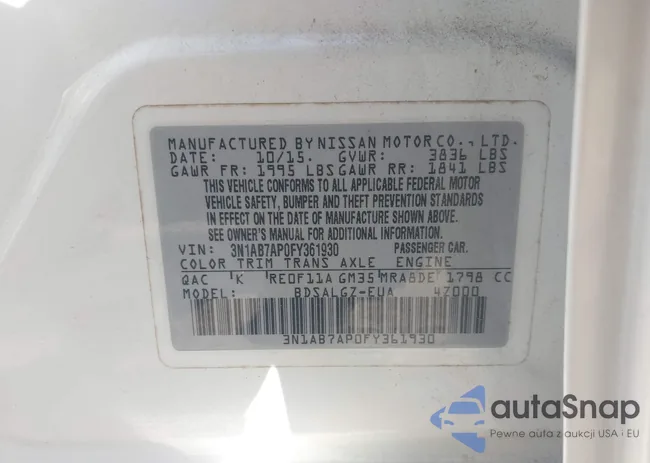 MANUFACTURED BY NISSAN MOTOR CO., LTD.
DATE: 10/15. GVWR: 3836 LBS
GAWR FR: 1995 LBS GAWR RR: 1841 LBS
THIS VEHICLE CONFORMS TO ALL APPLICABLE FEDERAL MOTOR
VEHICLE SAFETY, BUMPER AND THEFT PREVENTION STANDARDS
IN EFFECT ON THE DATE OF MANUFACTURE SHOWN ABOVE.
SEE OWNER'S MANUAL FOR ADDITIONAL INFORMATION.
VIN: 3N1AB7AP0FY361930 PASSENGER CAR.
COLOR TRIM TRANS AXLE ENGINE
QAC K RE0F11A GM35 MRA8DE 1798 CC
MODEL: BDSALGZ-EUA 4Z000
3N1AB7AP0FY361930
autoSnap
Pewne auta z aukcji USA i EU